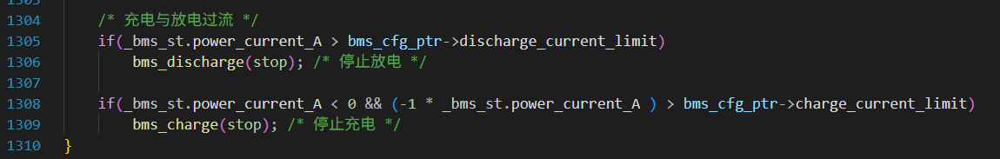 1303
1304 /* 充电与放电过流 */
1305 if(_bms_st.power_current_A > bms_cfg_ptr->discharge_current_limit)
1306 bms_discharge(stop); /* 停止放电 */
1307
1308 if(_bms_st.power_current_A < 0 && (-1 * _bms_st.power_current_A ) > bms_cfg_ptr->charge_current_limit)
1309 bms_charge(stop); /* 停止充电 */
1310 }